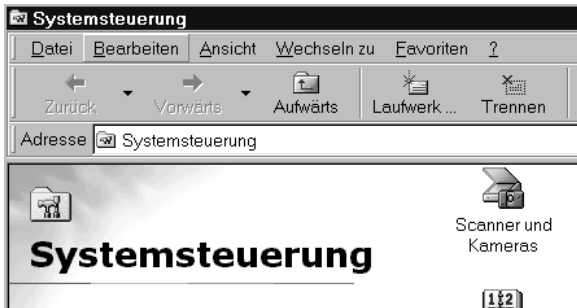 Systemsteuerung
Datei Bearbeiten Ansicht Wechseln zu Favoriten ?
Zurück Vorwärts Aufwärts Laufwerk ... Trennen
Adresse Systemsteuerung
Scanner und
Kameras
Systemsteuerung